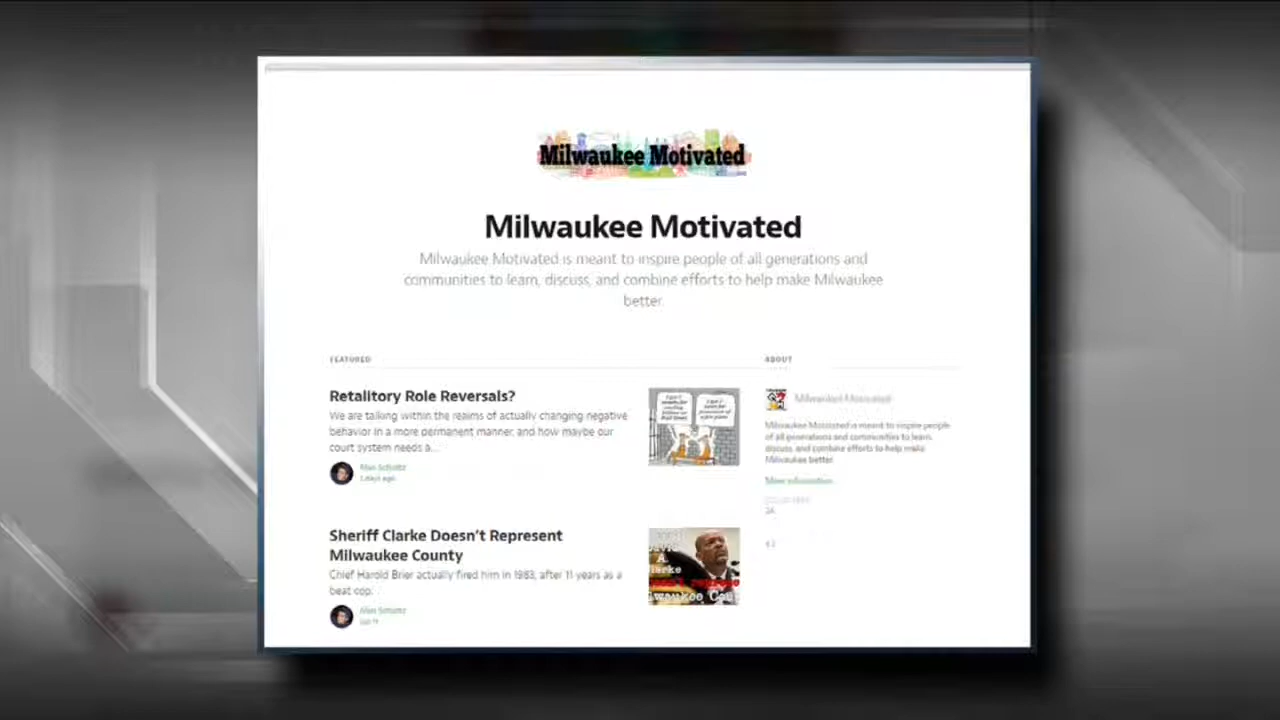 Milwaukee Motivated
Milwaukee Motivated
Milwaukee Motivated is meant to inspire people of all generations and
communities to learn, discuss, and combine efforts to help make Milwaukee
better.
FEATURED
ABOUT
Retalitory Role Reversals?
We are talking within the realms of actually changing negative
behavior in a more permanent manner, and how maybe our
court system needs a...
Sheriff Clarke Doesn't Represent
Milwaukee County
Chief Harold Brier actually fired him in 1983, after 11 years as a
beat cop.
Milwaukee Motivated
Milwaukee Motivated is meant to inspire people
of all generations and communities to learn,
discuss, and combine efforts to help make
Milwaukee better.
More information